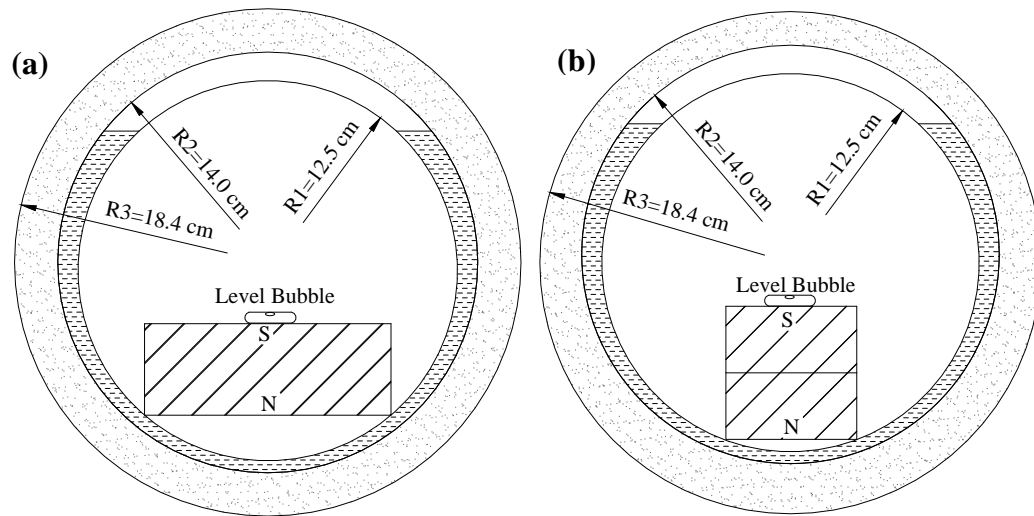 (a)
R2=14.0 cm
R1=12.5 cm
R3=18.4 cm
Level Bubble
S
N
(b)
R2=14.0 cm
R1=12.5 cm
R3=18.4 cm
Level Bubble
S
N